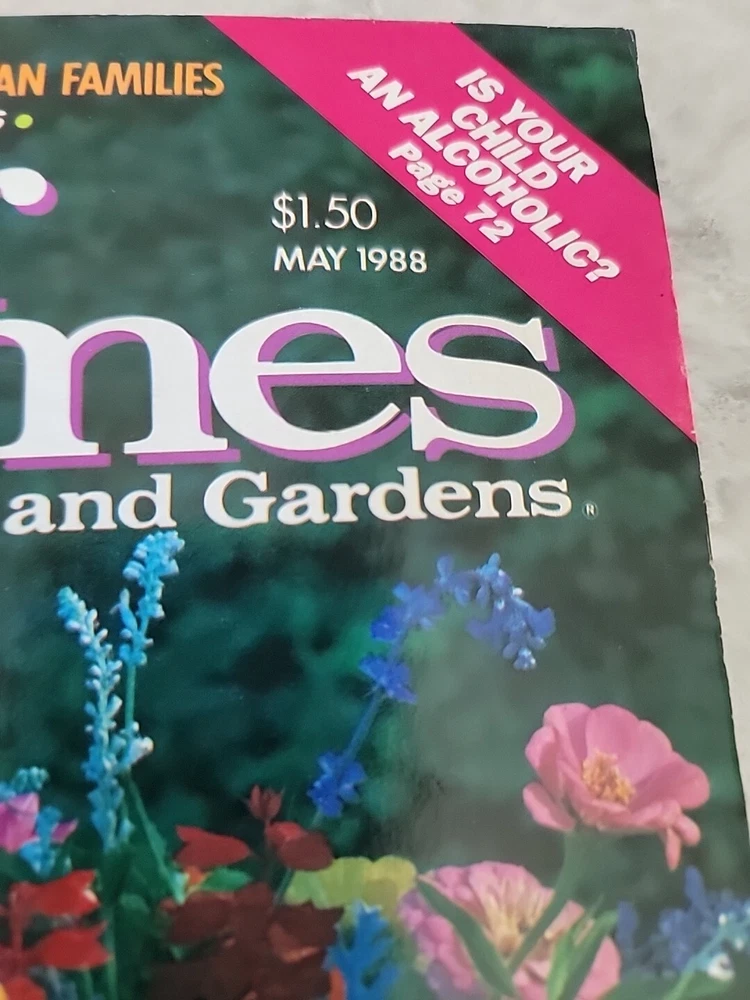 AN FAMILIES
IS YOUR
CHILD
AN ALCOHOLIC?
Page 72
$1.50
MAY 1988
mes
and Gardens®